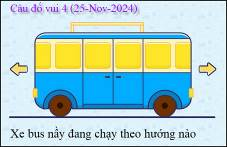 Câu đố vui 4 (25-Nov-2024)
Xe bus nầy đang chạy theo hướng nào